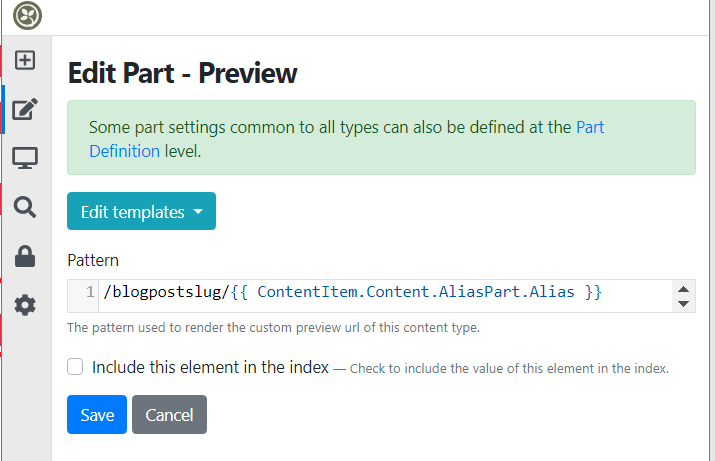 Edit Part - Preview
Some part settings common to all types can also be defined at the Part
Definition level.
Edit templates
Pattern
1 /blogpostslug/{{ ContentItem.Content.AliasPart.Alias }}
The pattern used to render the custom preview url of this content type.
Include this element in the index — Check to include the value of this element in the index.
Save Cancel